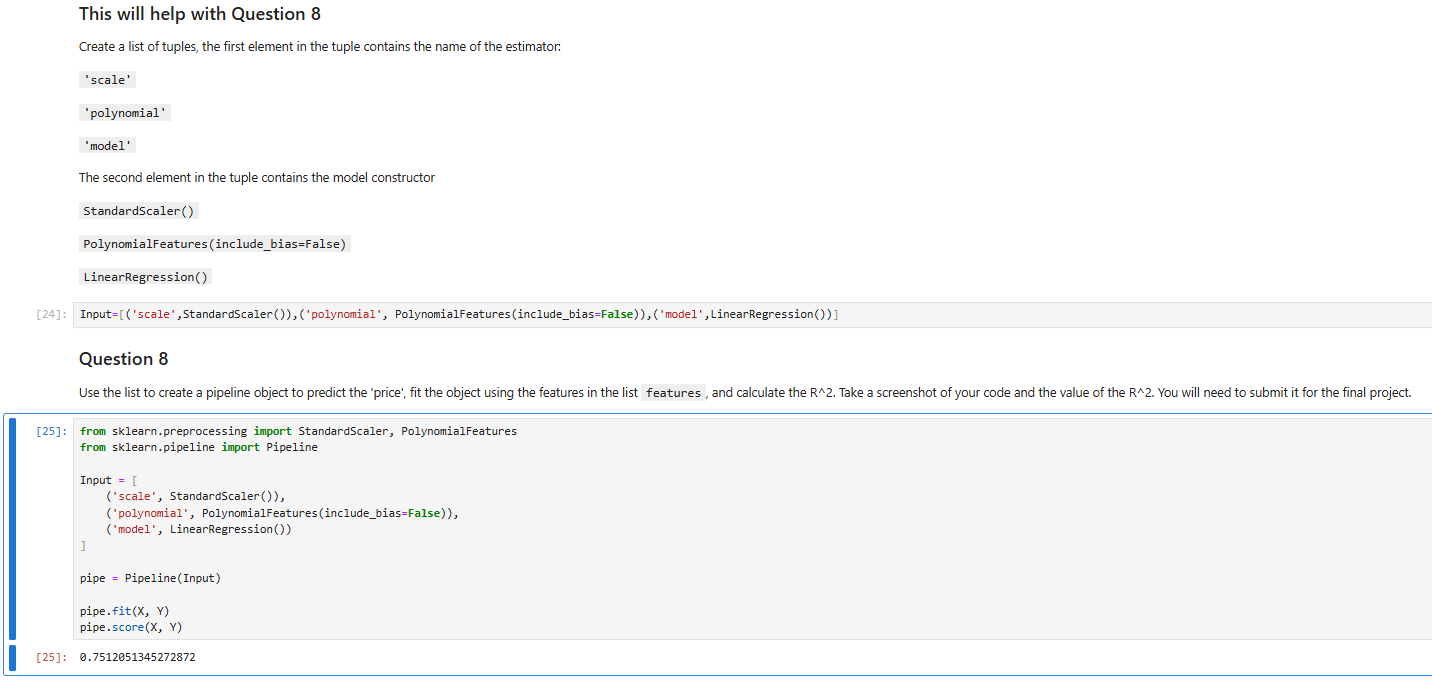 This will help with Question 8
Create a list of tuples, the first element in the tuple contains the name of the estimator:
'scale'
'polynomial'
'model'
The second element in the tuple contains the model constructor
StandardScaler()
PolynomialFeatures(include_bias=False)
LinearRegression()
[24]: Input=[('scale',StandardScaler()),('polynomial', PolynomialFeatures(include_bias=False)),('model',LinearRegression())]
Question 8
Use the list to create a pipeline object to predict the 'price', fit the object using the features in the list features , and calculate the R^2. Take a screenshot of your code and the value of the R^2. You will need to submit it for the final project.
[25]: from sklearn.preprocessing import StandardScaler, PolynomialFeatures
from sklearn.pipeline import Pipeline
Input = [
('scale', StandardScaler()),
('polynomial', PolynomialFeatures(include_bias=False)),
('model', LinearRegression())
]
pipe = Pipeline(Input)
pipe.fit(X, Y)
pipe.score(X, Y)
[25]: 0.7512051345272872